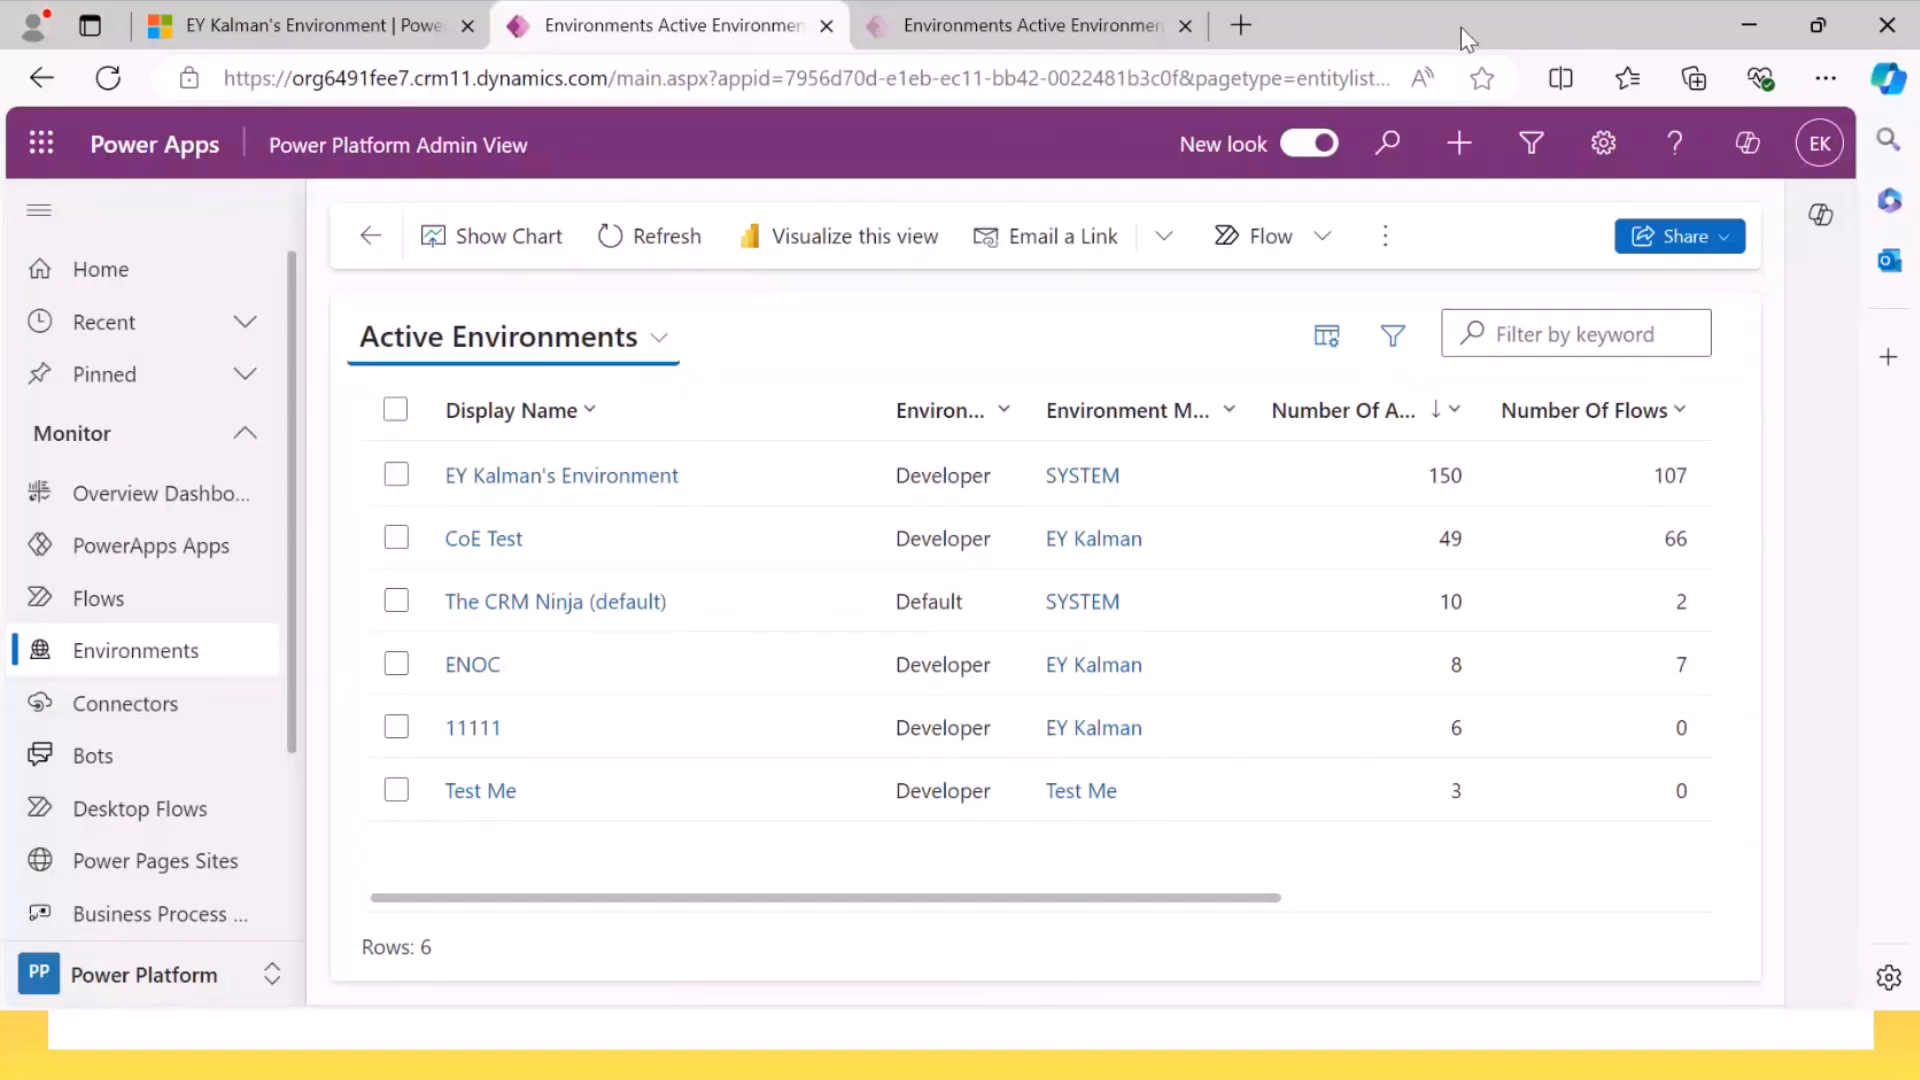 EY Kalman's Environment | Powe
Environments Active Environmen
Environments Active Environmen
https://org6491fee7.crm11.dynamics.com/main.aspx?appid=7956d70d-e1eb-ec11-bb42-0022481b3c0f&pagetype=entitylist...
Power Apps
Power Platform Admin View
New look
EK
Home
Recent
Pinned
Monitor
Overview Dashbo...
PowerApps Apps
Flows
Environments
Connectors
Bots
Desktop Flows
Power Pages Sites
Business Process ...
PP Power Platform
Show Chart Refresh Visualize this view Email a Link Flow Share
Active Environments
Filter by keyword
Display Name Environ... Environment M... Number Of A... Number Of Flows
EY Kalman's Environment Developer SYSTEM 150 107
CoE Test Developer EY Kalman 49 66
The CRM Ninja (default) Default SYSTEM 10 2
ENOC Developer EY Kalman 8 7
11111 Developer EY Kalman 6 0
Test Me Developer Test Me 3 0
Rows: 6